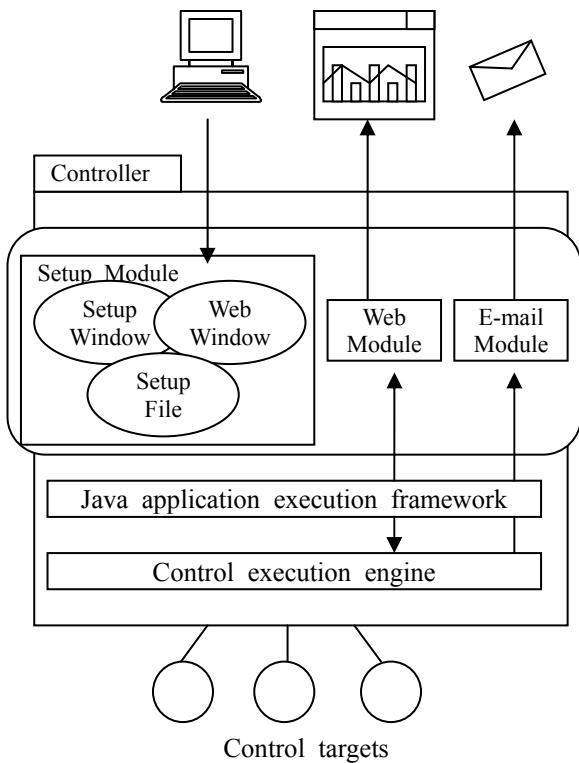 Controller
Setup Module
Setup
Window
Web
Window
Setup
File
Web
Module
E-mail
Module
Java application execution framework
Control execution engine
Control targets